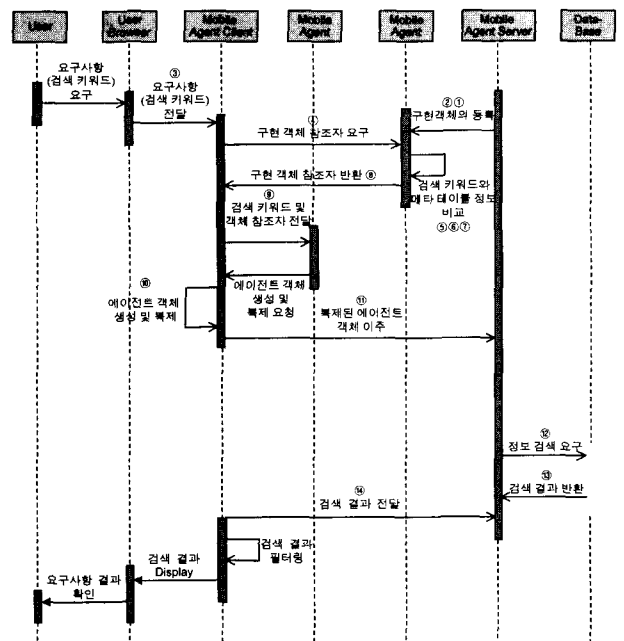 User
User
Browser
Mobile
Agent Client
Mobile
Agent
Mobile
Agent
Mobile
Agent Server
Data-
Base
요구사항
(검색 키워드)
요구
③
요구사항
(검색 키워드)
전달
④
구현 객체 참조자 요구
②①
구현객체의 등록
구현 객체 참조자 반환 ⑧
검색 키워드와
메타 테이블 정보
비교
⑤⑥⑦
⑨
검색 키워드 및
객체 참조자 전달
에이전트 객체
생성 및
복제 요청
⑩
에이전트 객체
생성 및 복제
⑪
복제된 에이전트
객체 이주
⑫
정보 검색 요구
⑬
검색 결과 반환
⑭
검색 결과 전달
검색 결과
필터링
검색 결과
Display
요구사항 결과
확인